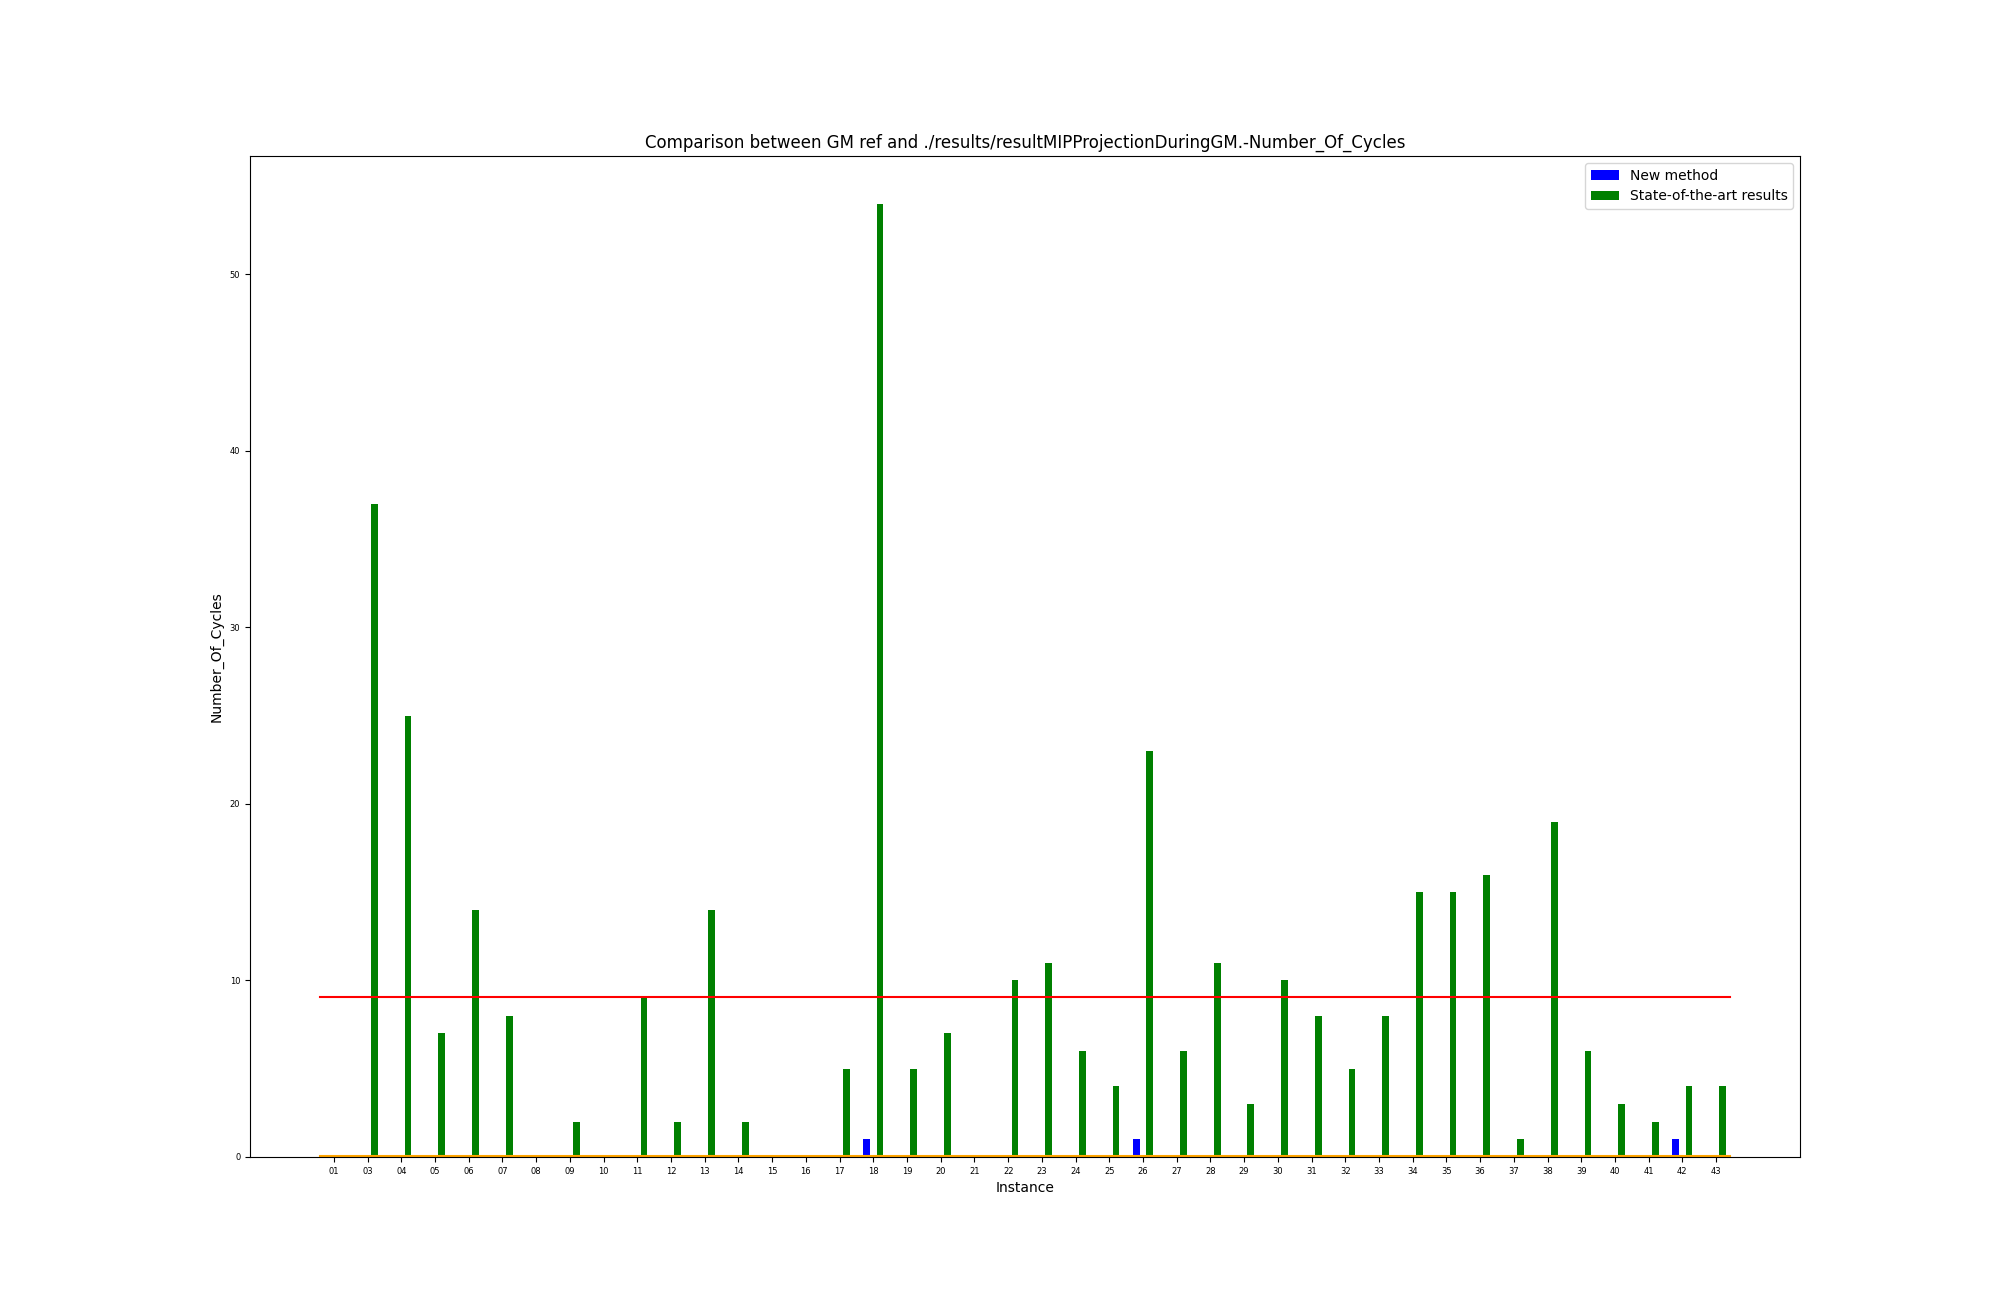 Comparison between GM ref and ./results/resultMIPProjectionDuringGM.-Number_Of_Cycles
New method
State-of-the-art results
50
40
30
20
10
0
Number_Of_Cycles
01 03 04 05 06 07 08 09 10 11 12 13 14 15 16 17 18 19 20 21 22 23 24 25 26 27 28 29 30 31 32 33 34 35 36 37 38 39 40 41 42 43
Instance